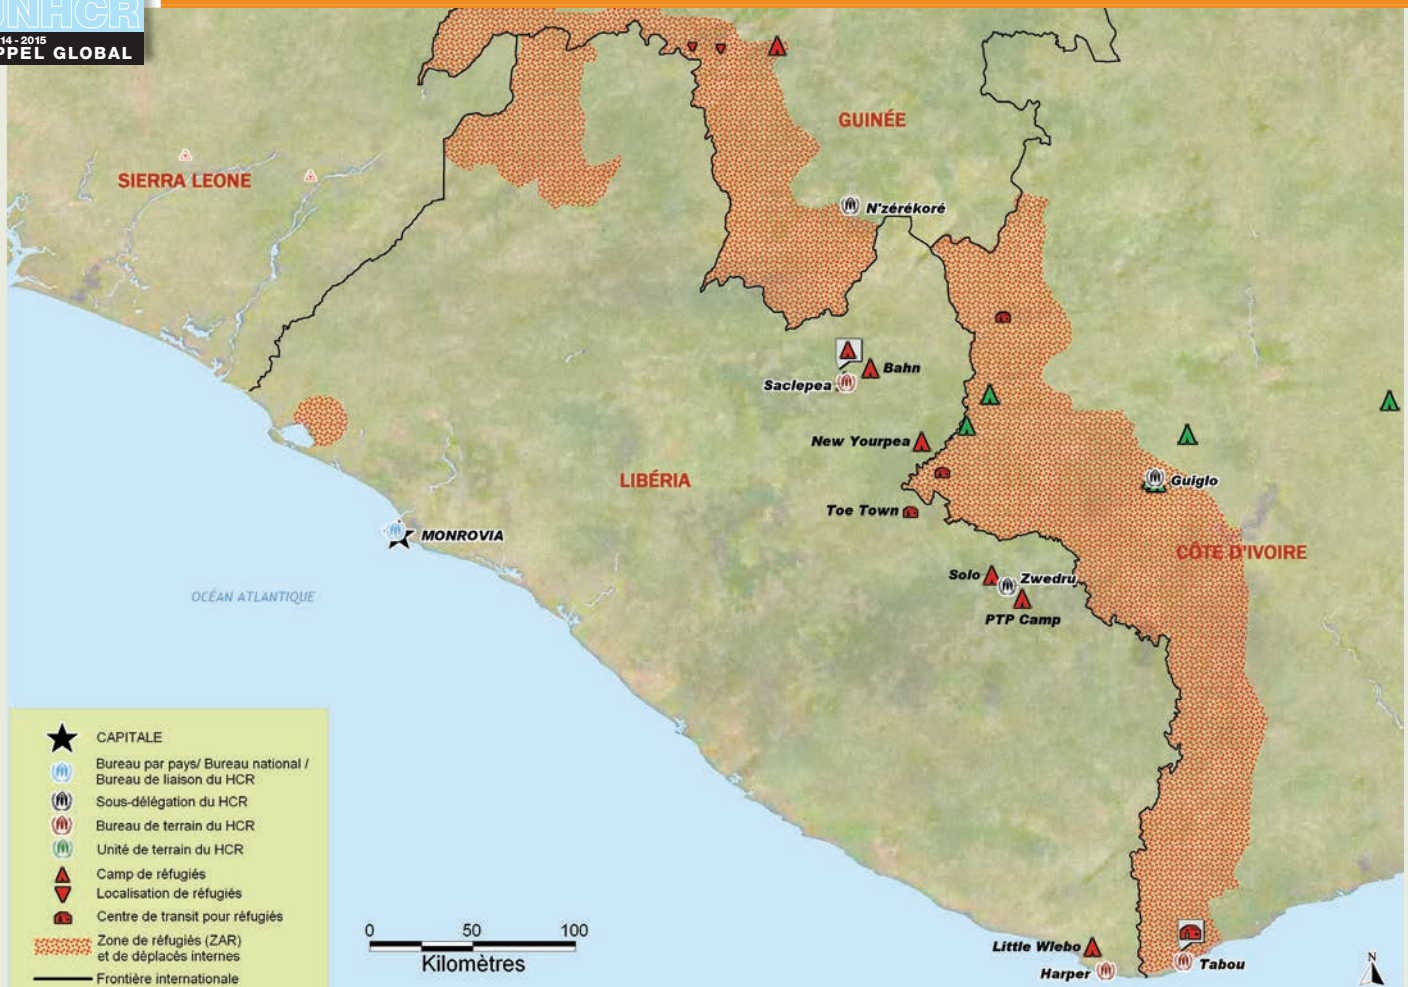 UNHCR
14 - 2015
PPEL GLOBAL
GUINÉE
SIERRA LEONE
N'zérékoré
Bahn
Saclepea
New Yourpea
LIBÉRIA
Guiglo
Toe Town
MONROVIA
CÔTE D'IVOIRE
Solo
Zwedru
OCÉAN ATLANTIQUE
PTP Camp
CAPITALE
Bureau par pays/ Bureau national /
Bureau de liaison du HCR
Sous-délégation du HCR
Bureau de terrain du HCR
Unité de terrain du HCR
Camp de réfugiés
Localisation de réfugiés
Centre de transit pour réfugiés
Zone de réfugiés (ZAR)
et de déplacés internes
Frontière internationale
0 50 100
Kilomètres
Little Wlebo
Harper
Tabou
N